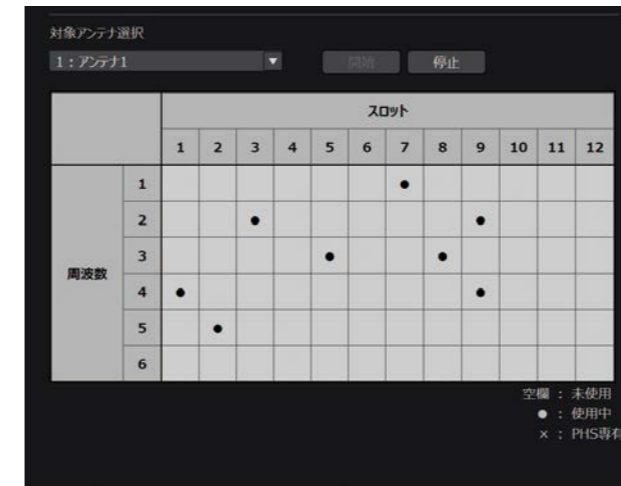 対象アンテナ選択
1：アンテナ1 ▼ 開始 停止
スロット
1 2 3 4 5 6 7 8 9 10 11 12
周波数
1 ●
2 ● ●
3 ● ●
4 ● ●
5 ●
6
空欄 ： 未使用
● ： 使用中
× ： PHS専有